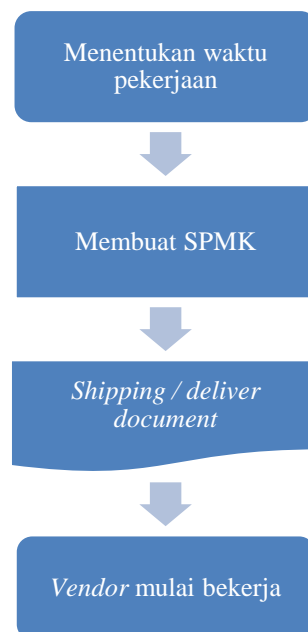 Menentukan waktu
pekerjaan
Membuat SPMK
Shipping / deliver
document
Vendor mulai bekerja